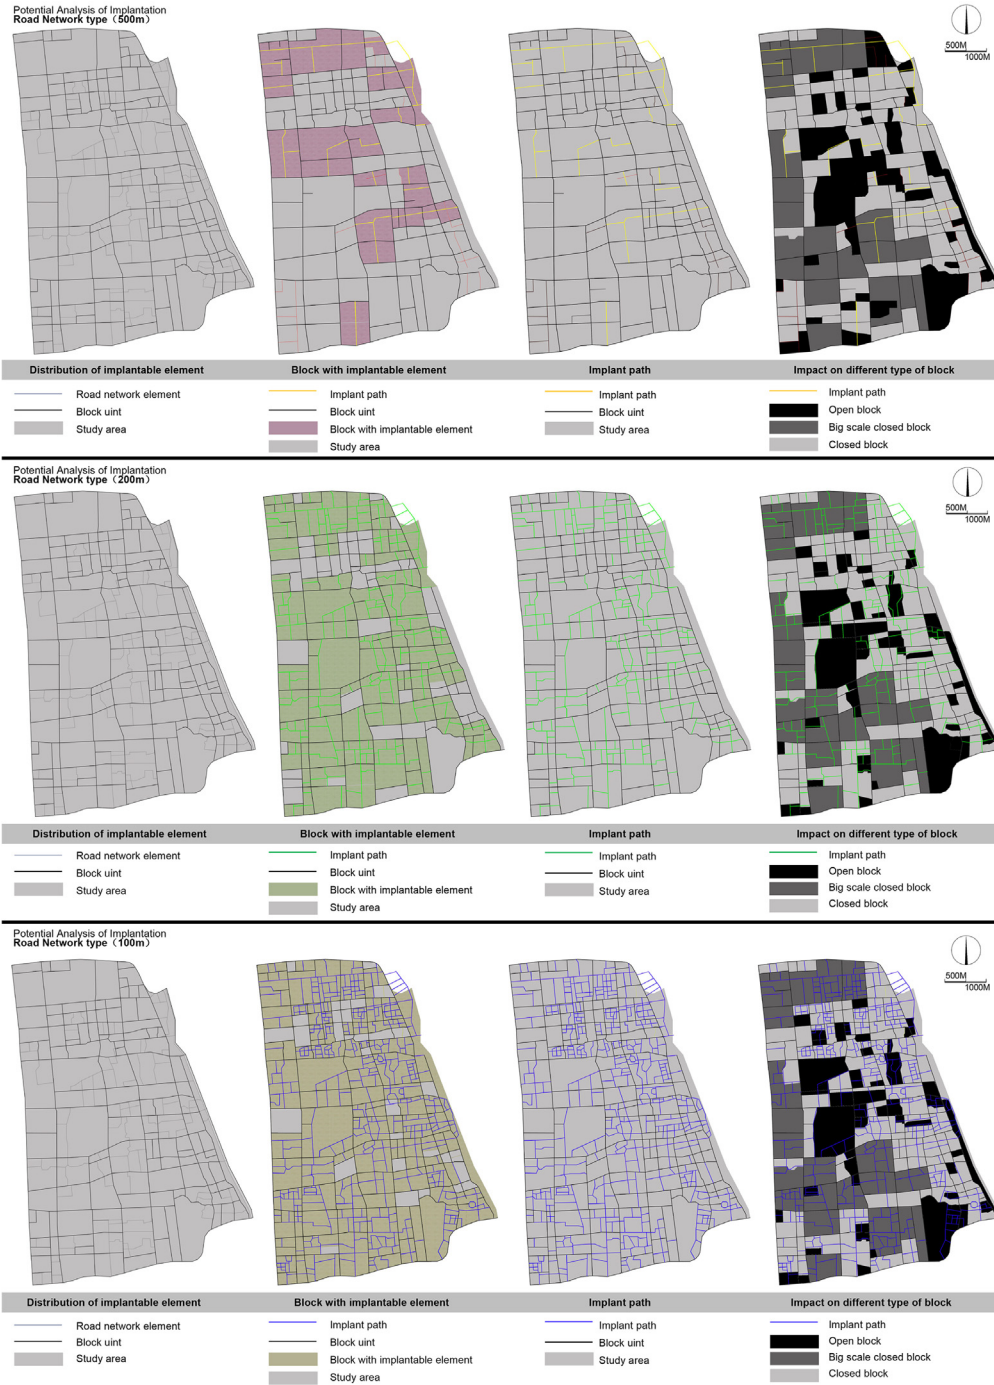 Potential Analysis of Implantation
Road Network type（500m）
500M
1000M
Distribution of implantable element
Block with implantable element
Implant path
Impact on different type of block
Road network element
Block uint
Study area
Implant path
Block uint
Block with implantable element
Study area
Implant path
Block uint
Study area
Implant path
Open block
Big scale closed block
Closed block
Potential Analysis of Implantation
Road Network type（200m）
500M
1000M
Distribution of implantable element
Block with implantable element
Implant path
Impact on different type of block
Road network element
Block uint
Study area
Implant path
Block uint
Block with implantable element
Study area
Implant path
Block uint
Study area
Implant path
Open block
Big scale closed block
Closed block
Potential Analysis of Implantation
Road Network type（100m）
500M
1000M
Distribution of implantable element
Block with implantable element
Implant path
Impact on different type of block
Road network element
Block uint
Study area
Implant path
Block uint
Block with implantable element
Study area
Implant path
Block uint
Study area
Implant path
Open block
Big scale closed block
Closed block